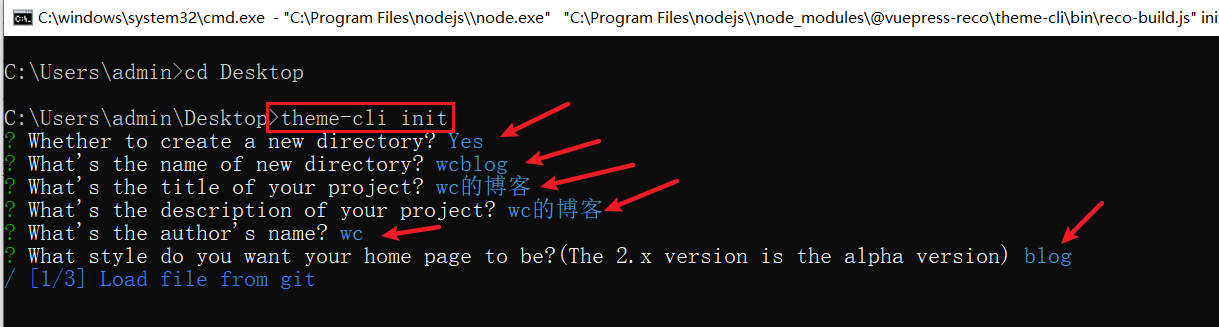 C:\windows\system32\cmd.exe - "C:\Program Files\nodejs\\node.exe" "C:\Program Files\nodejs\\node_modules\@vuepress-reco\theme-cli\bin\reco-build.js" ini
C:\Users\admin>cd Desktop
C:\Users\admin\Desktop>theme-cli init
? Whether to create a new directory? Yes
? What's the name of new directory? wcblog
? What's the title of your project? wc的博客
? What's the description of your project? wc的博客
? What's the author's name? wc
? What style do you want your home page to be?(The 2.x version is the alpha version) blog
/ [1/3] Load file from git